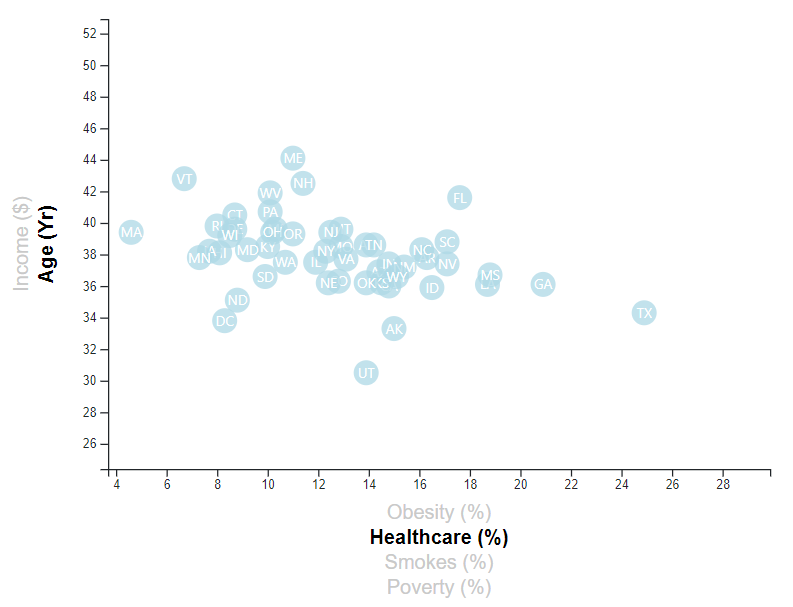 52
50
48
46
44
42
40
38
36
34
32
30
28
26
Income ($)
Age (Yr)
ME
VT
NH
WV
FL
PA
CT
MA
OH
OR
NJ
WI
TN
SC
NC
MD
KY
NY
VA
MN
WA
IL
NV
SD
WY
MS
NE
OK
ID
GA
ND
DC
TX
AK
UT
4 6 8 10 12 14 16 18 20 22 24 26 28
Obesity (%)
Healthcare (%)
Smokes (%)
Poverty (%)